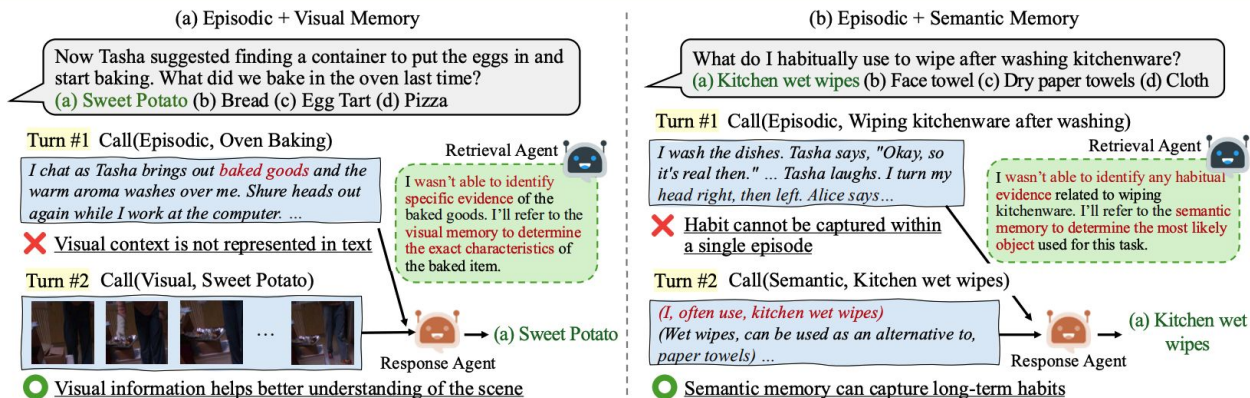 (a) Episodic + Visual Memory
Now Tasha suggested finding a container to put the eggs in and
start baking. What did we bake in the oven last time?
(a) Sweet Potato (b) Bread (c) Egg Tart (d) Pizza
Turn #1 Call(Episodic, Oven Baking)
I chat as Tasha brings out baked goods and the
warm aroma washes over me. Shure heads out
again while I work at the computer. …
Visual context is not represented in text
Retrieval Agent
I wasn't able to identify
specific evidence of the
baked goods. I'll refer to the
visual memory to determine
the exact characteristics of
the baked item.
Turn #2 Call(Visual, Sweet Potato)
…
Response Agent
(a) Sweet Potato
Visual information helps better understanding of the scene
(b) Episodic + Semantic Memory
What do I habitually use to wipe after washing kitchenware?
(a) Kitchen wet wipes (b) Face towel (c) Dry paper towels (d) Cloth
Turn #1 Call(Episodic, Wiping kitchenware after washing)
I wash the dishes. Tasha says, "Okay, so
it's real then." … Tasha laughs. I turn my
head right, then left. Alice says…
Habit cannot be captured within
a single episode
Retrieval Agent
I wasn't able to identify any habitual
evidence related to wiping
kitchenware. I'll refer to the semantic
memory to determine the most likely
object used for this task.
Turn #2 Call(Semantic, Kitchen wet wipes)
(I, often use, kitchen wet wipes)
(Wet wipes, can be used as an alternative to,
paper towels) …
Response Agent
(a) Kitchen wet
wipes
Semantic memory can capture long-term habits